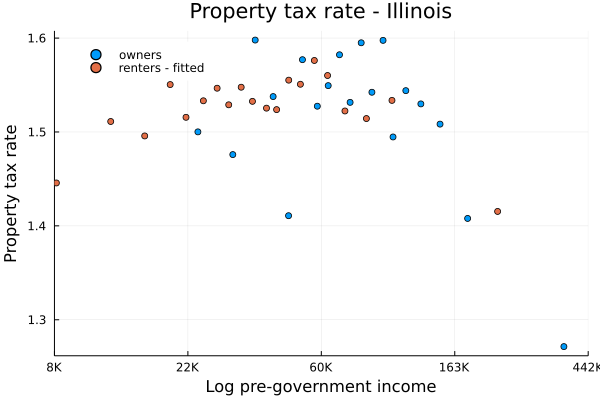 Property tax rate - Illinois
1.6
owners
renters - fitted
1.5
1.4
1.3
Property tax rate
8K 22K 60K 163K 442K
Log pre-government income